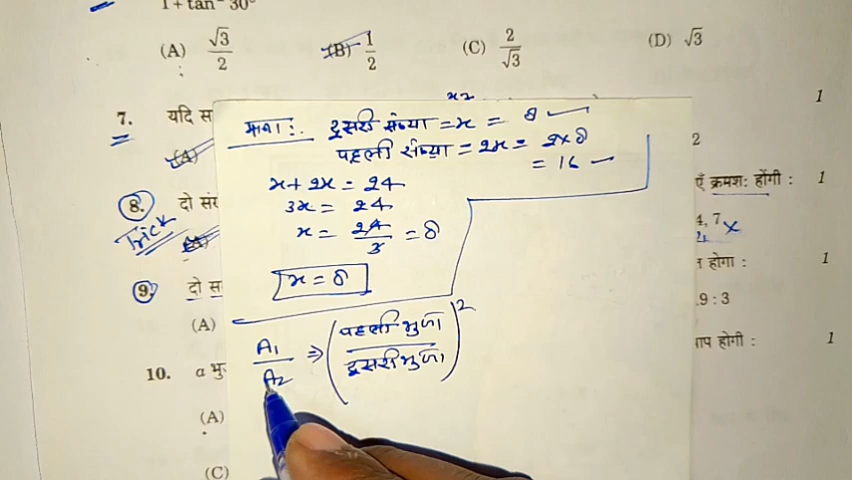 1 + tan² 30°
(A) √3/2 (B) 1/2 (C) 2/√3 (D) √3
1
7. यदि स
x2
माना :. दूसरी संख्या = x = 8
पहली संख्या = 2x = 2x8
= 16
(A)
2
x + 2x = 24
3x = 24
x = 24/3 = 8
x = 8
8. दो सं
Trick
एँ क्रमशः होंगी : 1
4, 7
9. दो स
होगा : 1
(A)
.9 : 3
A1/A2 ⇒ (पहली भुजा/दूसरी भुजा)²
10. a भु
ाप होगी : 1
(A)
(C)